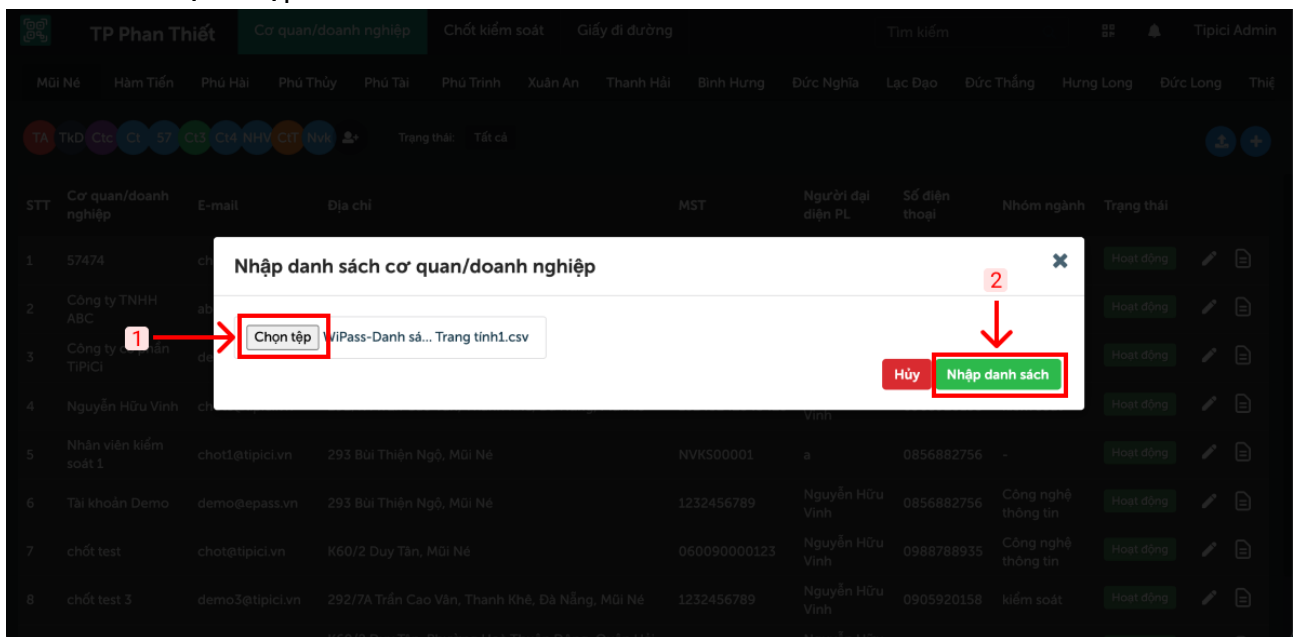 TP Phan Thiết Cơ quan/doanh nghiệp Chốt kiểm soát Giấy đi đường Tìm kiếm Tipici Admin
Mũi Né Hàm Tiến Phú Hài Phú Thủy Phú Tài Phú Trinh Xuân An Thanh Hải Bình Hưng Đức Nghĩa Lạc Đạo Đức Thắng Hưng Long Đức Long
TA TkD Ctc Ct 57 Ct3 Ct4 NHV CtT Nvk Trạng thái: Tất cả
STT Cơ quan/doanh nghiệp E-mail Địa chỉ MST Người đại diện PL Số điện thoại Nhóm ngành Trạng thái
1 57474 ch Hoạt động
Nhập danh sách cơ quan/doanh nghiệp
2
2 Công ty TNHH ABC ab Hoạt động
1
Chọn tệp WiPass-Danh sá... Trang tính1.csv
3 Công ty cổ phần TiPiCi de Hoạt động
Hủy Nhập danh sách
4 Nguyễn Hữu Vinh Vinh Hoạt động
5 Nhân viên kiểm soát 1 chot1@tipici.vn 293 Bùi Thiện Ngộ, Mũi Né NVKS00001 a 0856882756 - Hoạt động
6 Tài khoản Demo demo@epass.vn 293 Bùi Thiện Ngộ, Mũi Né 1232456789 Nguyễn Hữu Vinh 0856882756 Công nghệ thông tin Hoạt động
7 chốt test chot@tipici.vn K60/2 Duy Tân, Mũi Né 060090000123 Nguyễn Hữu Vinh 0988788935 Công nghệ thông tin Hoạt động
8 chốt test 3 demo3@tipici.vn 292/7A Trần Cao Vân, Thanh Khê, Đà Nẵng, Mũi Né 1232456789 Nguyễn Hữu Vinh 0905920158 kiểm soát Hoạt động